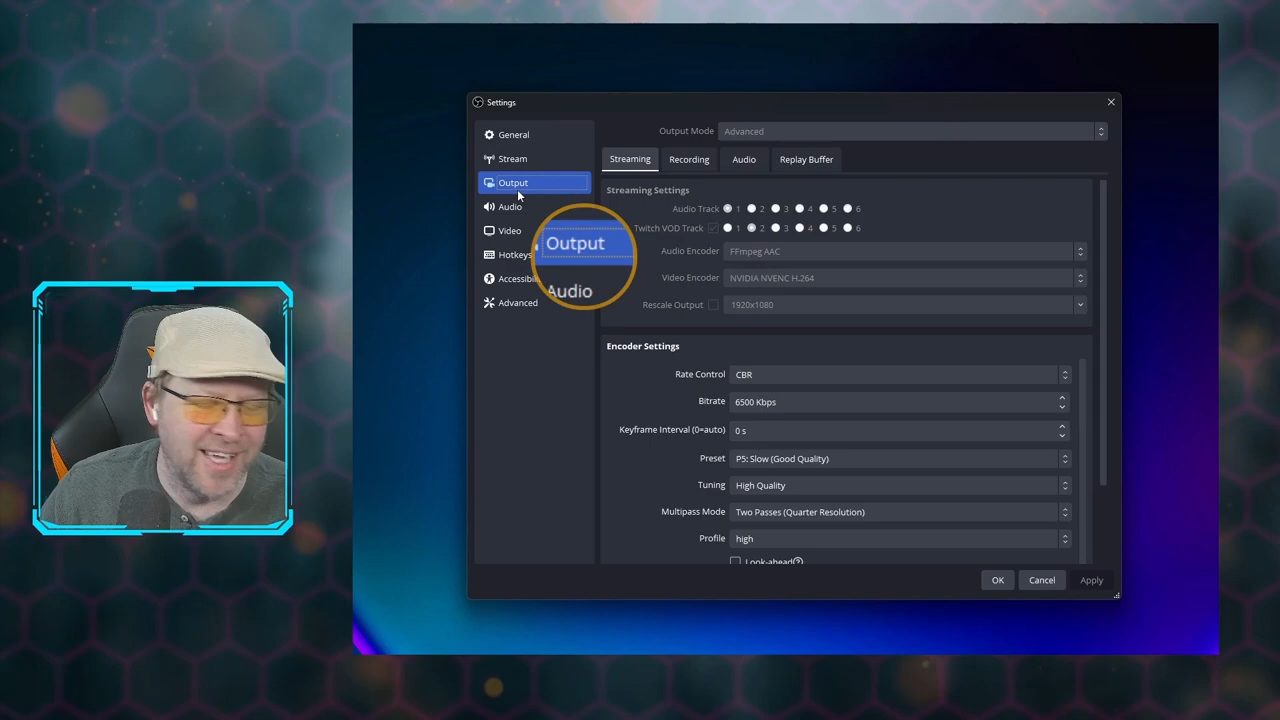 Settings
General
Stream
Output
Audio
Video
Hotkeys
Advanced
Output
Audio
Output Mode Advanced
Streaming Recording Audio Replay Buffer
Streaming Settings
Audio Track 1 2 3 4 5 6
Twitch VOD Track 1 2 3 4 5 6
Audio Encoder FFmpeg AAC
Video Encoder NVIDIA NVENC H.264
Rescale Output 1920x1080
Encoder Settings
Rate Control CBR
Bitrate 6500 Kbps
Keyframe Interval (0=auto) 0 s
Preset P5: Slow (Good Quality)
Tuning High Quality
Multipass Mode Two Passes (Quarter Resolution)
Profile high
Look-ahead
OK Cancel Apply